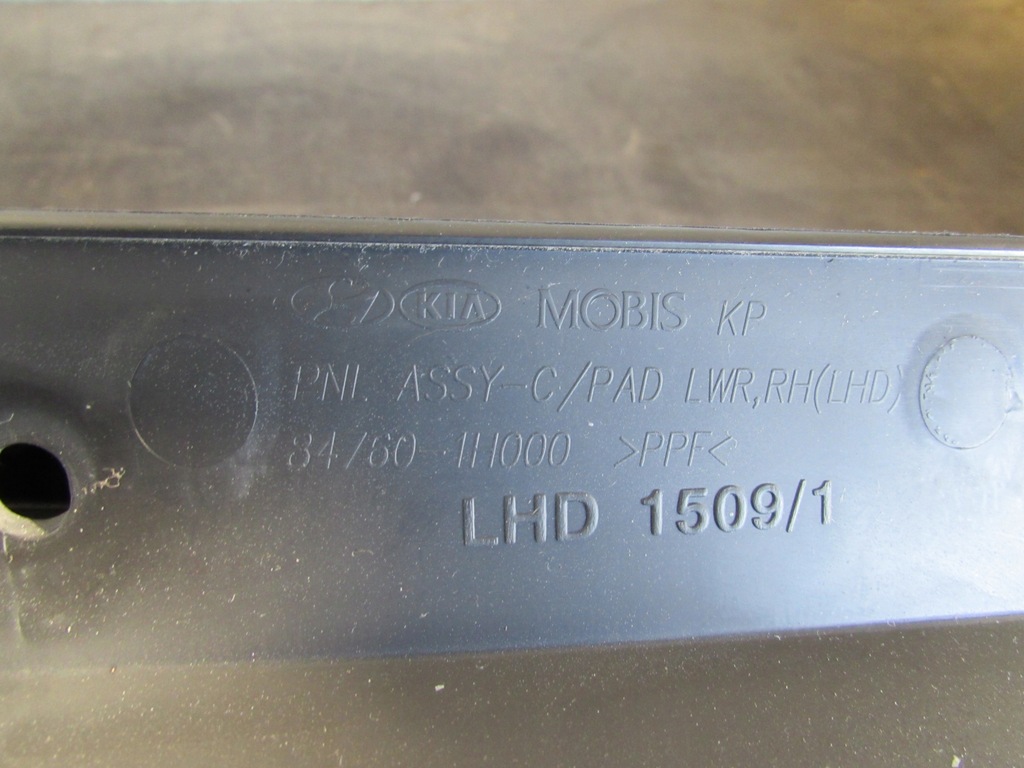 KIA MOBIS KP
PNL ASSY-C/PAD LWR,RH(LHD)
84760-1H000 >PPF<
LHD 1509/1